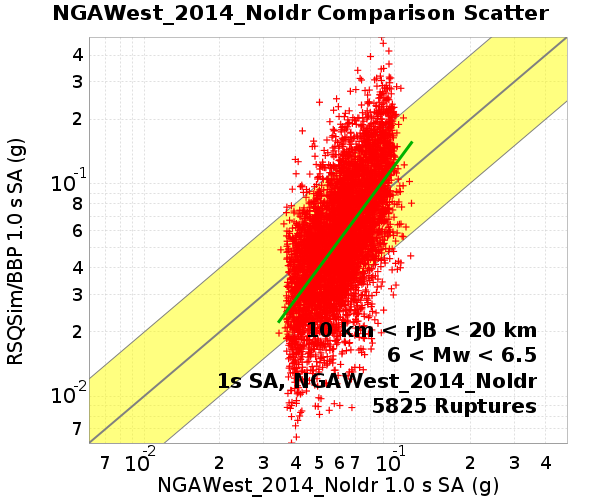 NGAWest_2014_NoIdr Comparison Scatter
4
3
2
10-1
8
6
4
3
2
10-2
7
RSQSim/BBP 1.0 s SA (g)
10 km < rJB < 20 km
6 < Mw < 6.5
1s SA, NGAWest_2014_NoIdr
5825 Ruptures
7 10-2 2 3 4 5 6 7 10-1 2 3 4
NGAWest_2014_NoIdr 1.0 s SA (g)